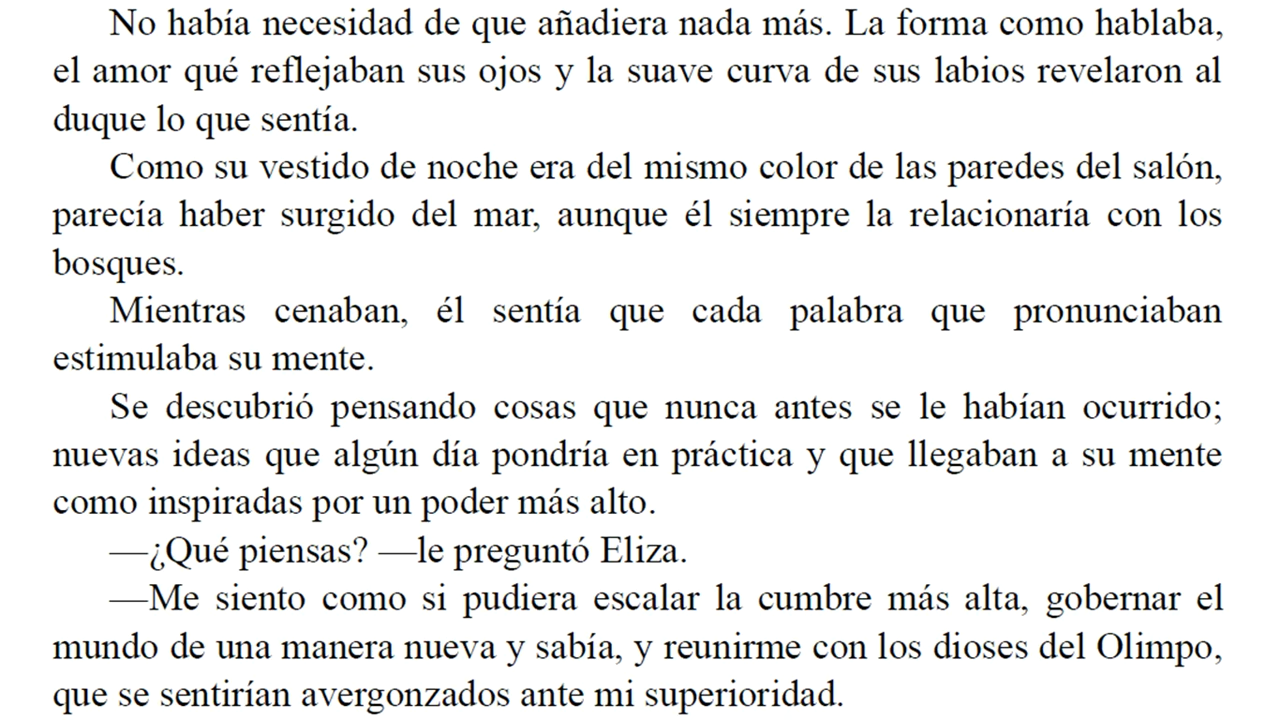 No había necesidad de que añadiera nada más. La forma como hablaba,
el amor qué reflejaban sus ojos y la suave curva de sus labios revelaron al
duque lo que sentía.
Como su vestido de noche era del mismo color de las paredes del salón,
parecía haber surgido del mar, aunque él siempre la relacionaría con los
bosques.
Mientras cenaban, él sentía que cada palabra que pronunciaban
estimulaba su mente.
Se descubrió pensando cosas que nunca antes se le habían ocurrido;
nuevas ideas que algún día pondría en práctica y que llegaban a su mente
como inspiradas por un poder más alto.
—¿Qué piensas? —le preguntó Eliza.
—Me siento como si pudiera escalar la cumbre más alta, gobernar el
mundo de una manera nueva y sabía, y reunirme con los dioses del Olimpo,
que se sentirían avergonzados ante mi superioridad.